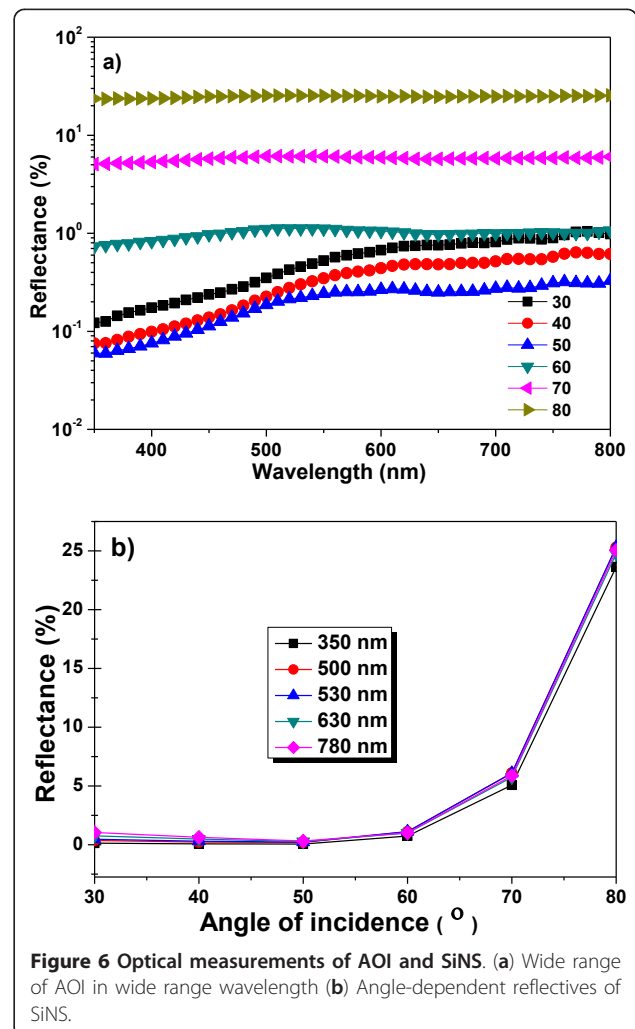 a)
10²
10¹
10⁰
10⁻¹
10⁻²
Reflectance (%)
30
40
50
60
70
80
400
500
600
700
800
Wavelength (nm)
b)
25
20
15
10
5
0
Reflectance (%)
350 nm
500 nm
530 nm
630 nm
780 nm
30
40
50
60
70
80
Angle of incidence ( ° )
Figure 6 Optical measurements of AOI and SiNS. (a) Wide range
of AOI in wide range wavelength (b) Angle-dependent reflectives of
SiNS.